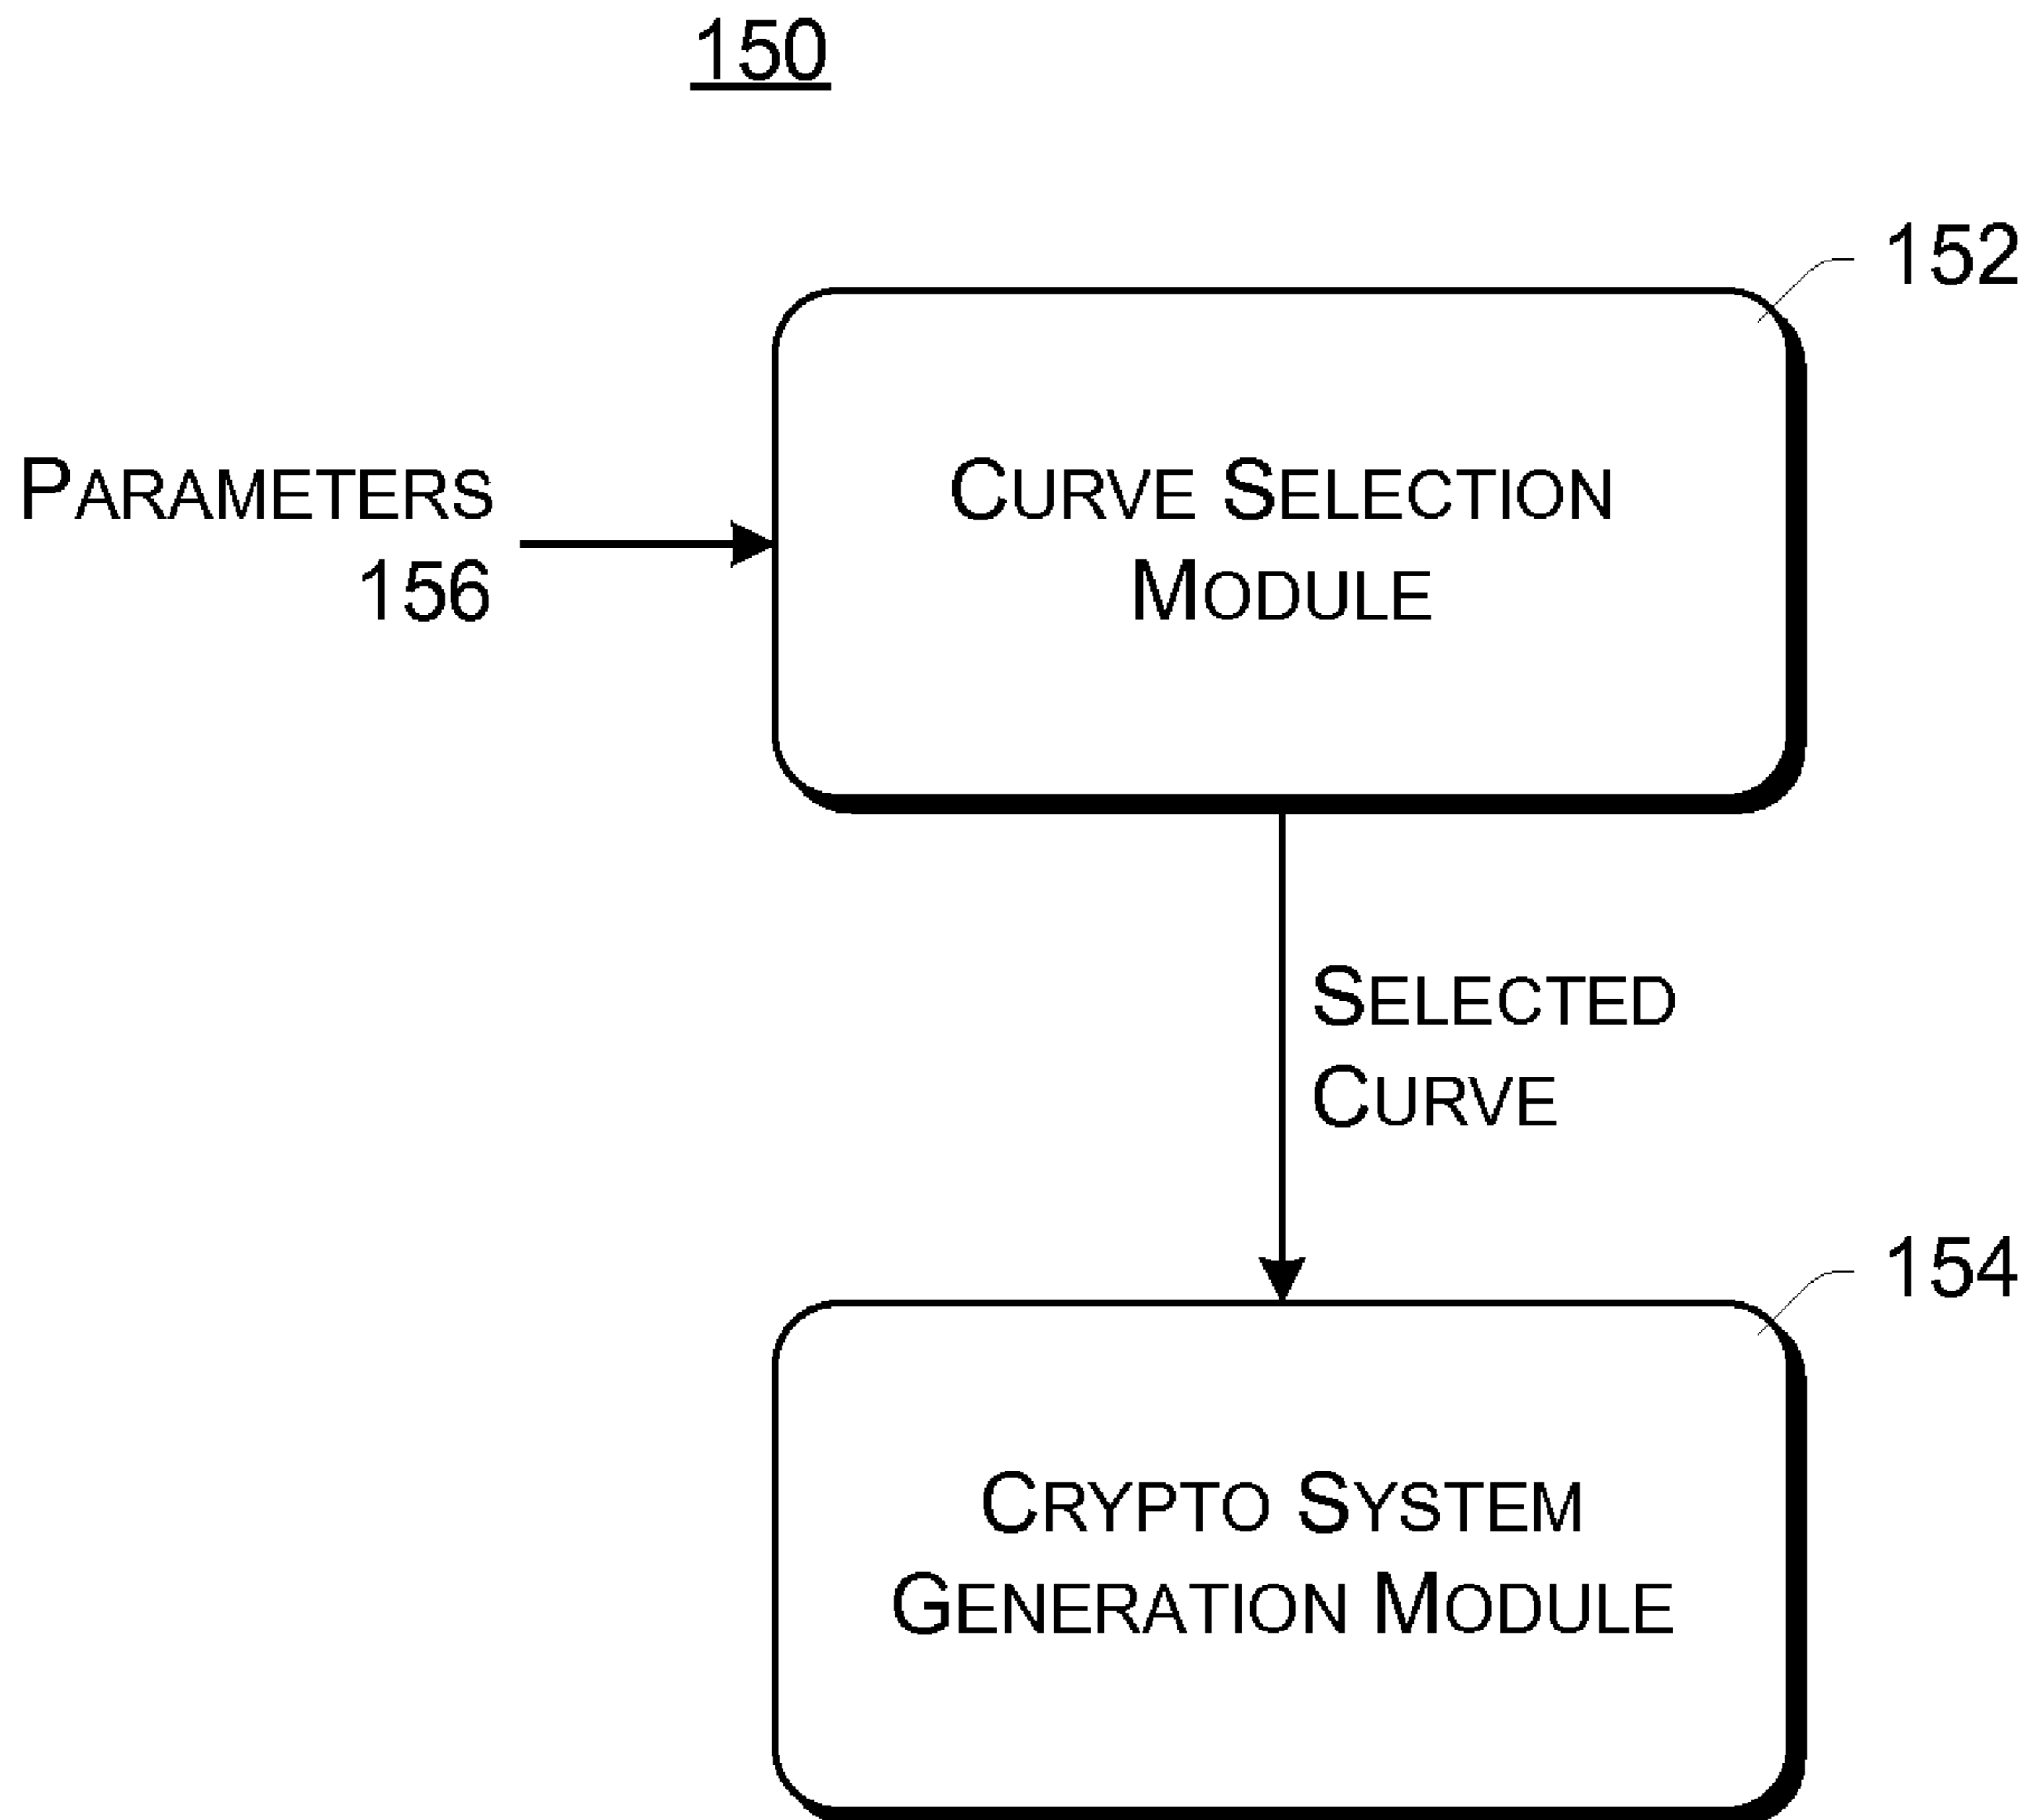 150
152
PARAMETERS
156
CURVE SELECTION
MODULE
SELECTED
CURVE
154
CRYPTO SYSTEM
GENERATION MODULE